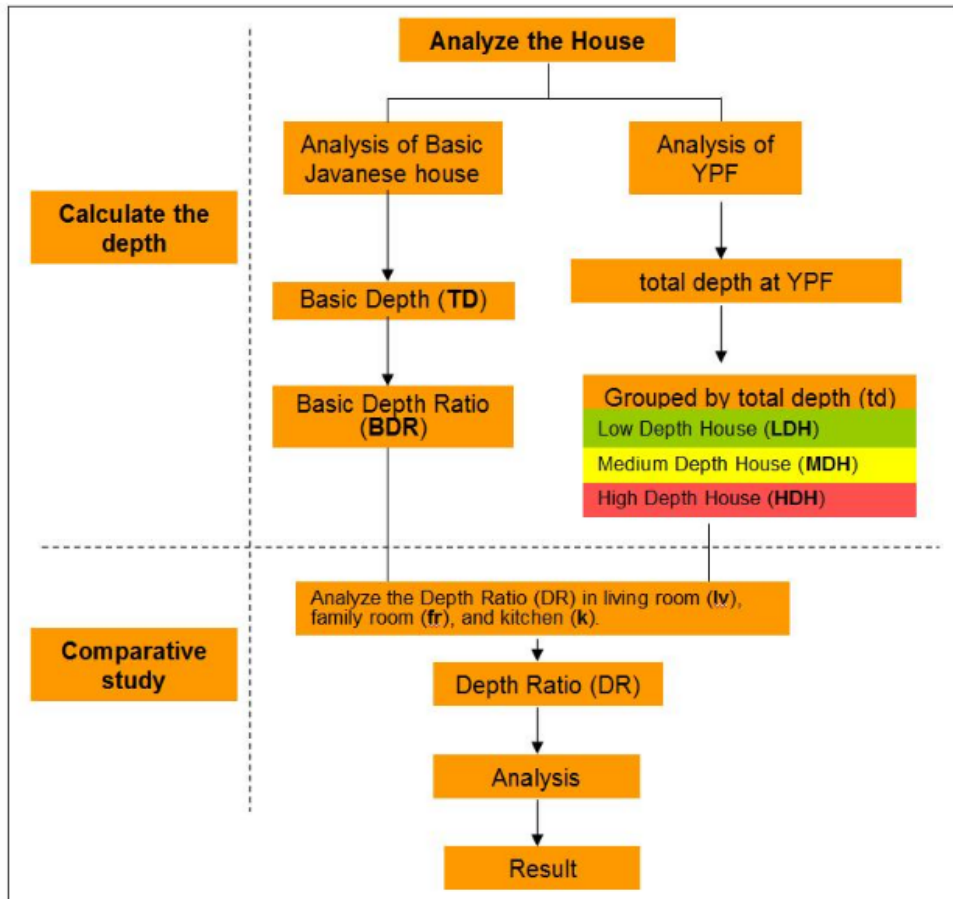 Analyze the House
Analysis of Basic
Javanese house
Analysis of
YPF
Calculate the
depth
Basic Depth (TD)
total depth at YPF
Basic Depth Ratio
(BDR)
Grouped by total depth (td)
Low Depth House (LDH)
Medium Depth House (MDH)
High Depth House (HDH)
Analyze the Depth Ratio (DR) in living room (lv),
family room (fr), and kitchen (k).
Comparative
study
Depth Ratio (DR)
Analysis
Result